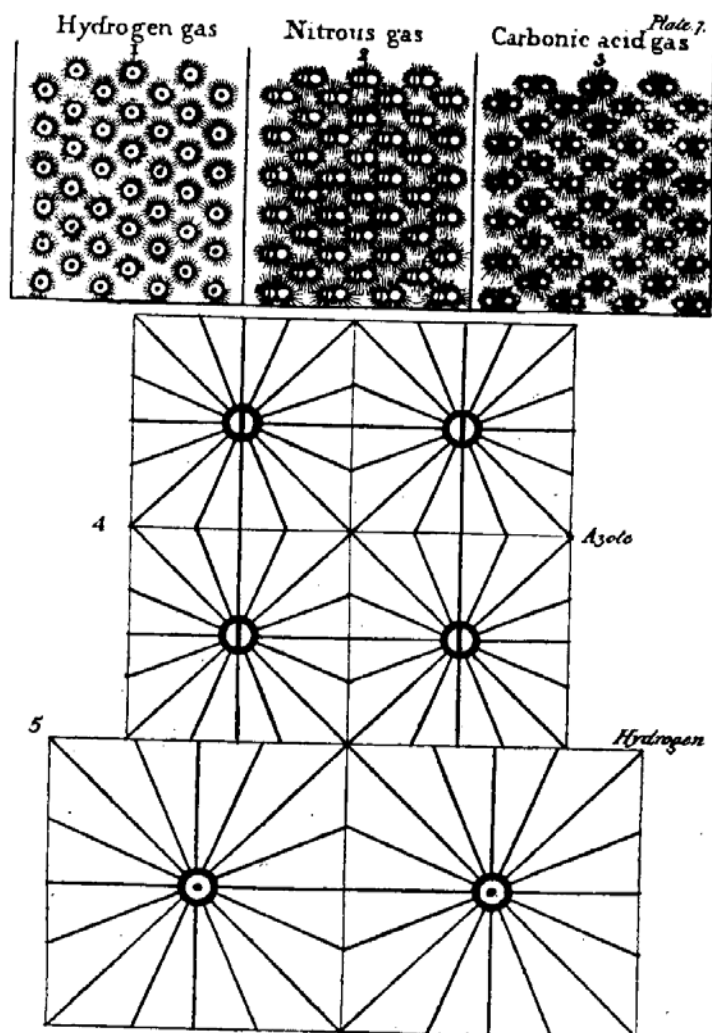 Plate 7.
Hydrogen gas
Nitrous gas
Carbonic acid gas
1
2
3
4
Azote
5
Hydrogen